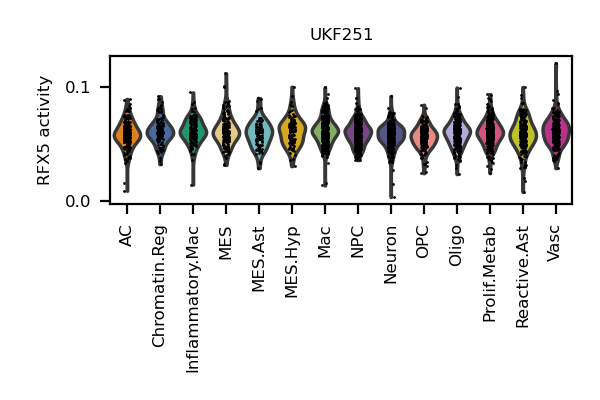 UKF251
RFX5 activity
0.1
0.0
AC
Chromatin.Reg
Inflammatory.Mac
MES
MES.Ast
MES.Hyp
Mac
NPC
Neuron
OPC
Oligo
Prolif.Metab
Reactive.Ast
Vasc